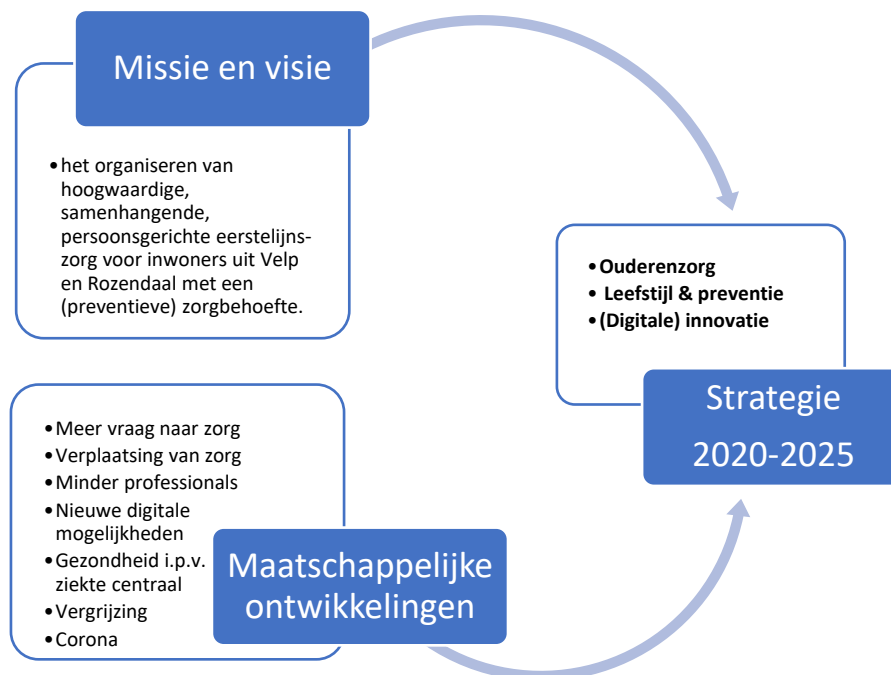 Missie en visie
•het organiseren van
hoogwaardige,
samenhangende,
persoonsgerichte eerstelijns-
zorg voor inwoners uit Velp
en Rozendaal met een
(preventieve) zorgbehoefte.
•Ouderenzorg
• Leefstijl & preventie
•(Digitale) innovatie
Strategie
2020-2025
•Meer vraag naar zorg
•Verplaatsing van zorg
•Minder professionals
•Nieuwe digitale
mogelijkheden
•Gezondheid i.p.v.
ziekte centraal
•Vergrijzing
•Corona
Maatschappelijke
ontwikkelingen